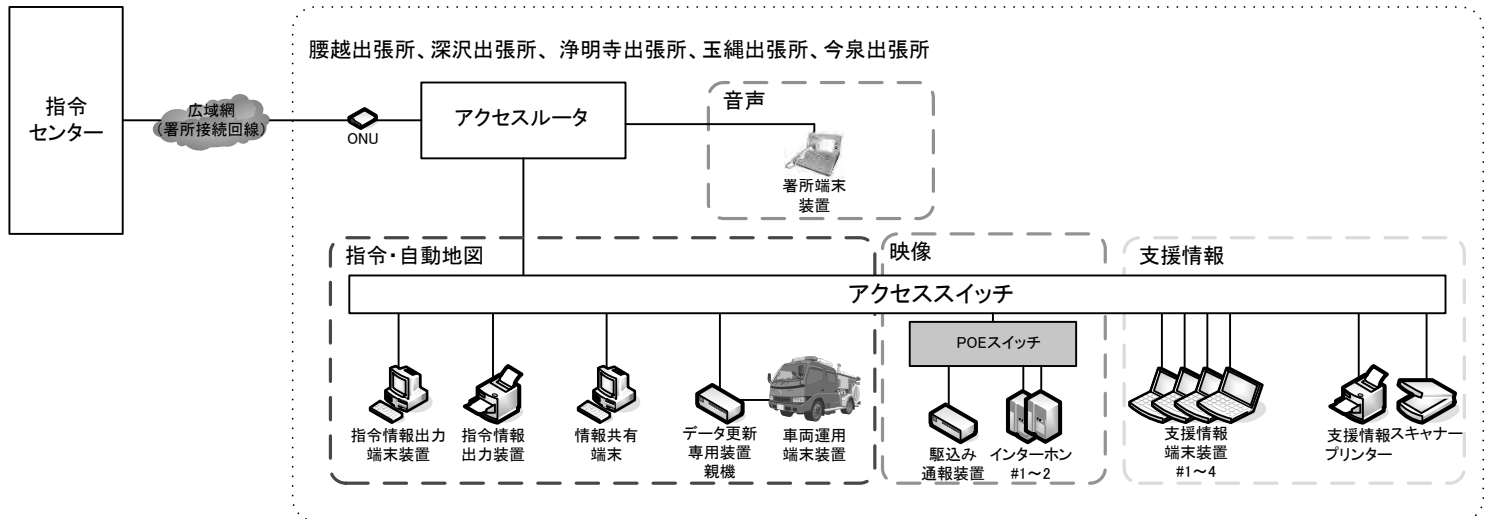 腰越出張所、深沢出張所、 浄明寺出張所、玉縄出張所、今泉出張所
指令
センター
広域網
（署所接続回線）
ONU
アクセスルータ
音声
署所端末
装置
指令・自動地図
映像
支援情報
アクセススイッチ
POEスイッチ
指令情報出力
端末装置
指令情報
出力装置
情報共有
端末
データ更新
専用装置
親機
車両運用
端末装置
駆込み
通報装置
インターホン
#1～2
支援情報
端末装置
#1～4
支援情報
プリンター
スキャナー